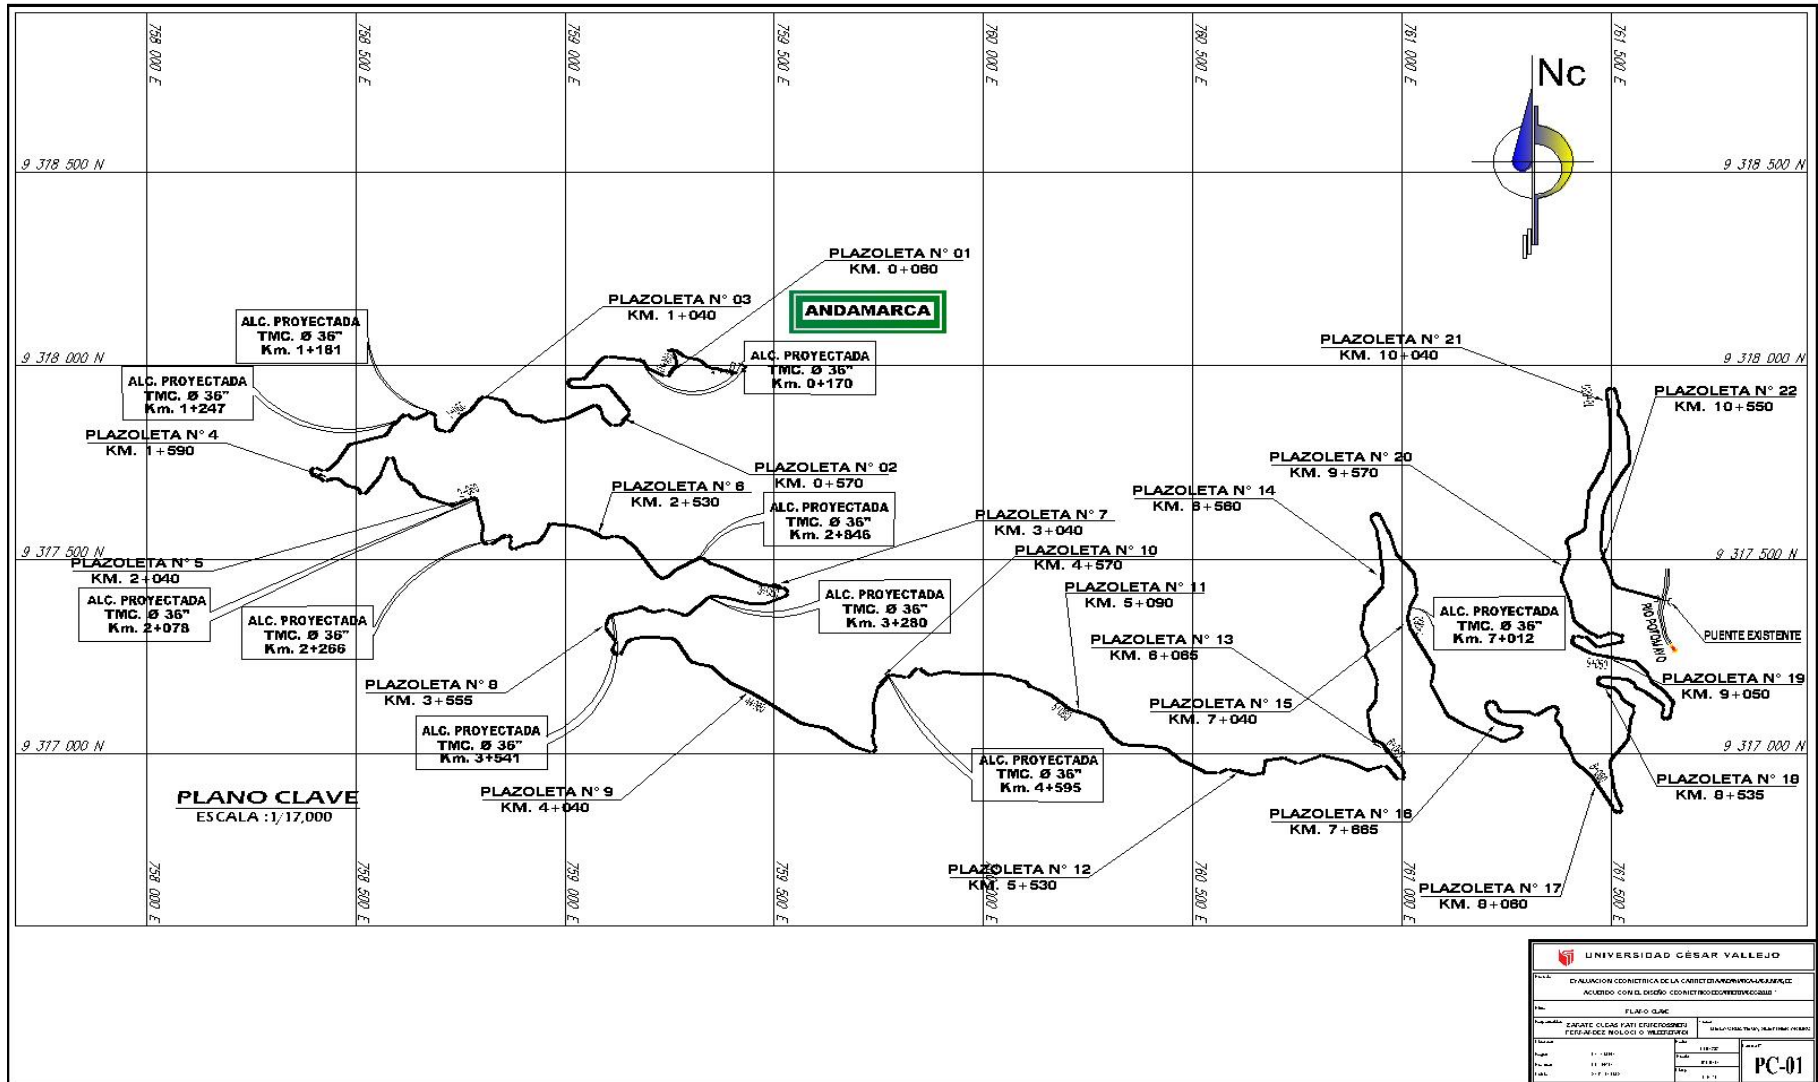 758 000 E
758 500 E
759 000 E
759 500 E
760 000 E
760 500 E
761 000 E
761 500 E
Nc
9 318 500 N
9 318 500 N
PLAZOLETA N° 01
KM. 0+060
PLAZOLETA N° 03
KM. 1+040
ANDAMARCA
ALC. PROYECTADA
TMC. Ø 36"
Km. 1+181
PLAZOLETA N° 21
KM. 10+040
9 318 000 N
9 318 000 N
ALC. PROYECTADA
TMC. Ø 36"
Km. 0+170
ALC. PROYECTADA
TMC. Ø 36"
Km. 1+247
PLAZOLETA N° 22
KM. 10+550
PLAZOLETA N° 4
KM. 1+590
PLAZOLETA N° 02
KM. 0+570
PLAZOLETA N° 20
KM. 9+570
PLAZOLETA N° 6
KM. 2+530
PLAZOLETA N° 14
KM. 6+560
ALC. PROYECTADA
TMC. Ø 36"
Km. 2+846
PLAZOLETA N° 7
KM. 3+040
9 317 500 N
9 317 500 N
PLAZOLETA N° 10
KM. 4+570
PLAZOLETA N° 5
KM. 2+040
PLAZOLETA N° 11
KM. 5+090
ALC. PROYECTADA
TMC. Ø 36"
Km. 2+078
ALC. PROYECTADA
TMC. Ø 36"
Km. 3+280
ALC. PROYECTADA
TMC. Ø 36"
Km. 7+012
ALC. PROYECTADA
TMC. Ø 36"
Km. 2+266
PUENTE EXISTENTE
PLAZOLETA N° 13
KM. 6+065
PLAZOLETA N° 8
KM. 3+555
PLAZOLETA N° 19
KM. 9+050
PLAZOLETA N° 15
KM. 7+040
ALC. PROYECTADA
TMC. Ø 36"
Km. 3+541
9 317 000 N
9 317 000 N
ALC. PROYECTADA
TMC. Ø 36"
Km. 4+595
PLAZOLETA N° 18
KM. 8+535
PLANO CLAVE
ESCALA :1/17,000
PLAZOLETA N° 9
KM. 4+040
PLAZOLETA N° 16
KM. 7+665
PLAZOLETA N° 12
KM. 5+530
PLAZOLETA N° 17
KM. 8+060
758 000 E
758 500 E
759 000 E
759 500 E
760 000 E
760 500 E
761 000 E
761 500 E
UNIVERSIDAD CÉSAR VALLEJO
PLANO CLAVE
PC-01